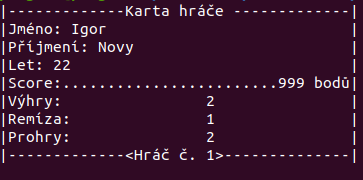 |-------------Karta hráče -------------|
|Jméno: Igor                           |
|Příjmení: Novy                        |
|Let: 22                               |
|Score:.........................999 bodů|
|Výhry:                 2              |
|Remíza:                1              |
|Prohry:                2              |
|-------------<Hráč č. 1>--------------|